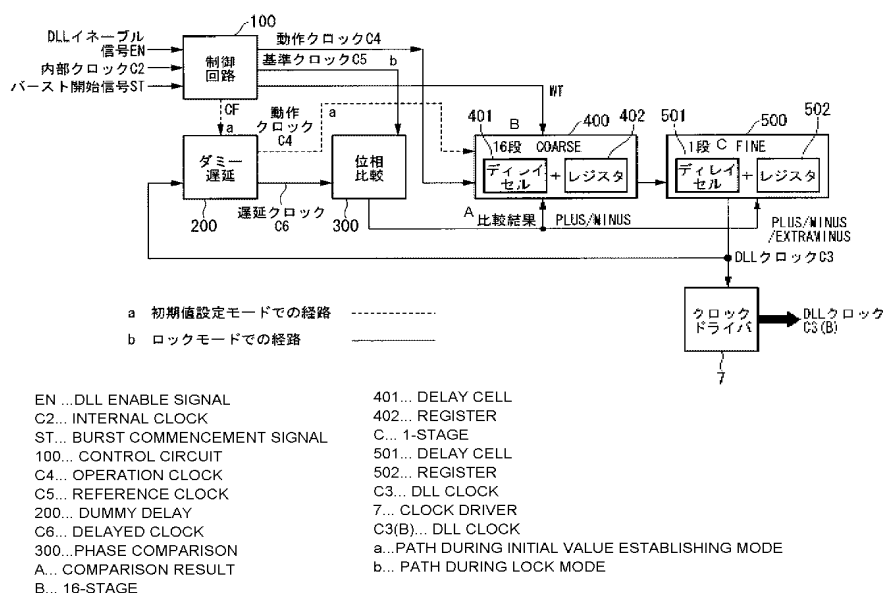 100
DLLイネーブル
信号EN
内部クロックC2
バースト開始信号ST
制御
回路
動作クロックC4
基準クロックC5
b
WT
CF
a
動作
クロック
C4
a
B
401
402
400
501
502
500
16段 COARSE
ディレイ
セル
+
レジスタ
1段 C FINE
ディレイ
セル
+
レジスタ
ダミー
遅延
位相
比較
200
遅延クロック
C6
300
A
比較結果
PLUS/MINUS
PLUS/MINUS
/EXTRAMINUS
DLLクロックC3
a 初期値設定モードでの経路
b ロックモードでの経路
クロック
ドライバ
DLLクロック
C3(B)
7
EN ...DLL ENABLE SIGNAL
C2... INTERNAL CLOCK
ST... BURST COMMENCEMENT SIGNAL
100... CONTROL CIRCUIT
C4... OPERATION CLOCK
C5... REFERENCE CLOCK
200... DUMMY DELAY
C6... DELAYED CLOCK
300...PHASE COMPARISON
A... COMPARISON RESULT
B... 16-STAGE
401... DELAY CELL
402... REGISTER
C... 1-STAGE
501... DELAY CELL
502... REGISTER
C3... DLL CLOCK
7... CLOCK DRIVER
C3(B)... DLL CLOCK
a...PATH DURING INITIAL VALUE ESTABLISHING MODE
b... PATH DURING LOCK MODE